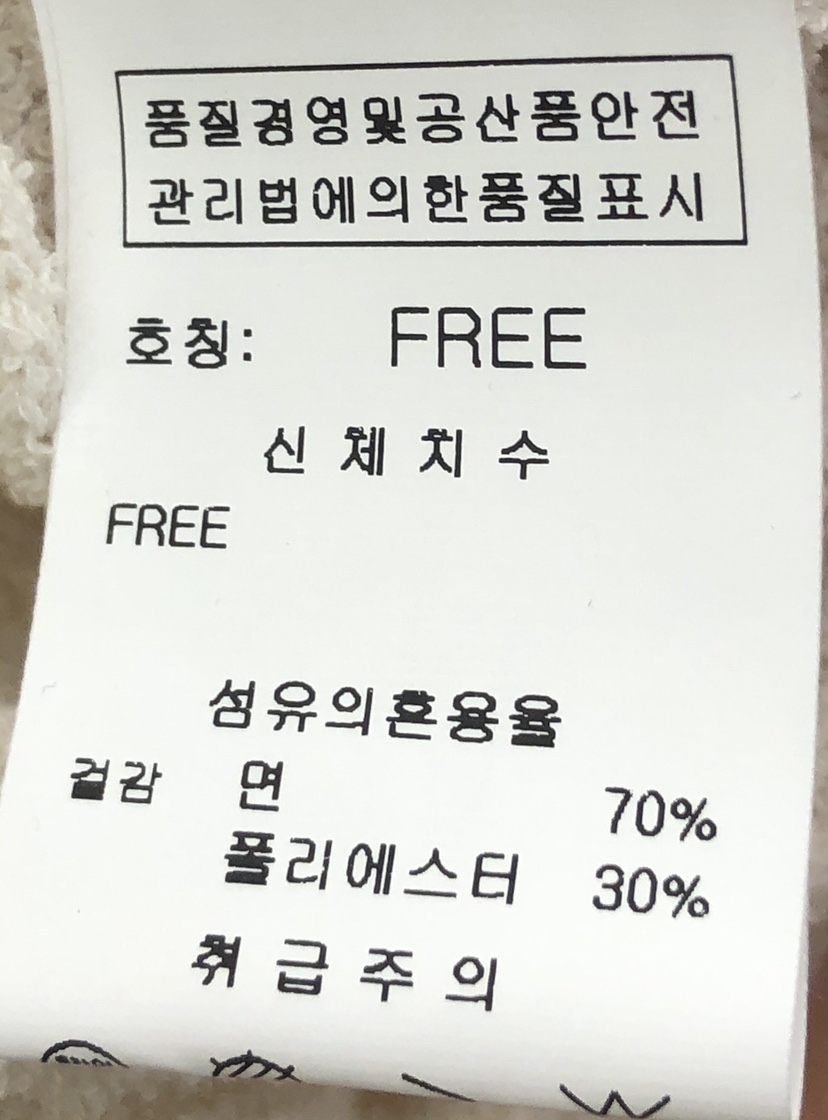 품질경영및공산품안전
관리법에의한품질표시
호칭: FREE
신 체 치 수
FREE
섬유의혼용율
겉감 면 70%
폴리에스터 30%
취 급 주 의